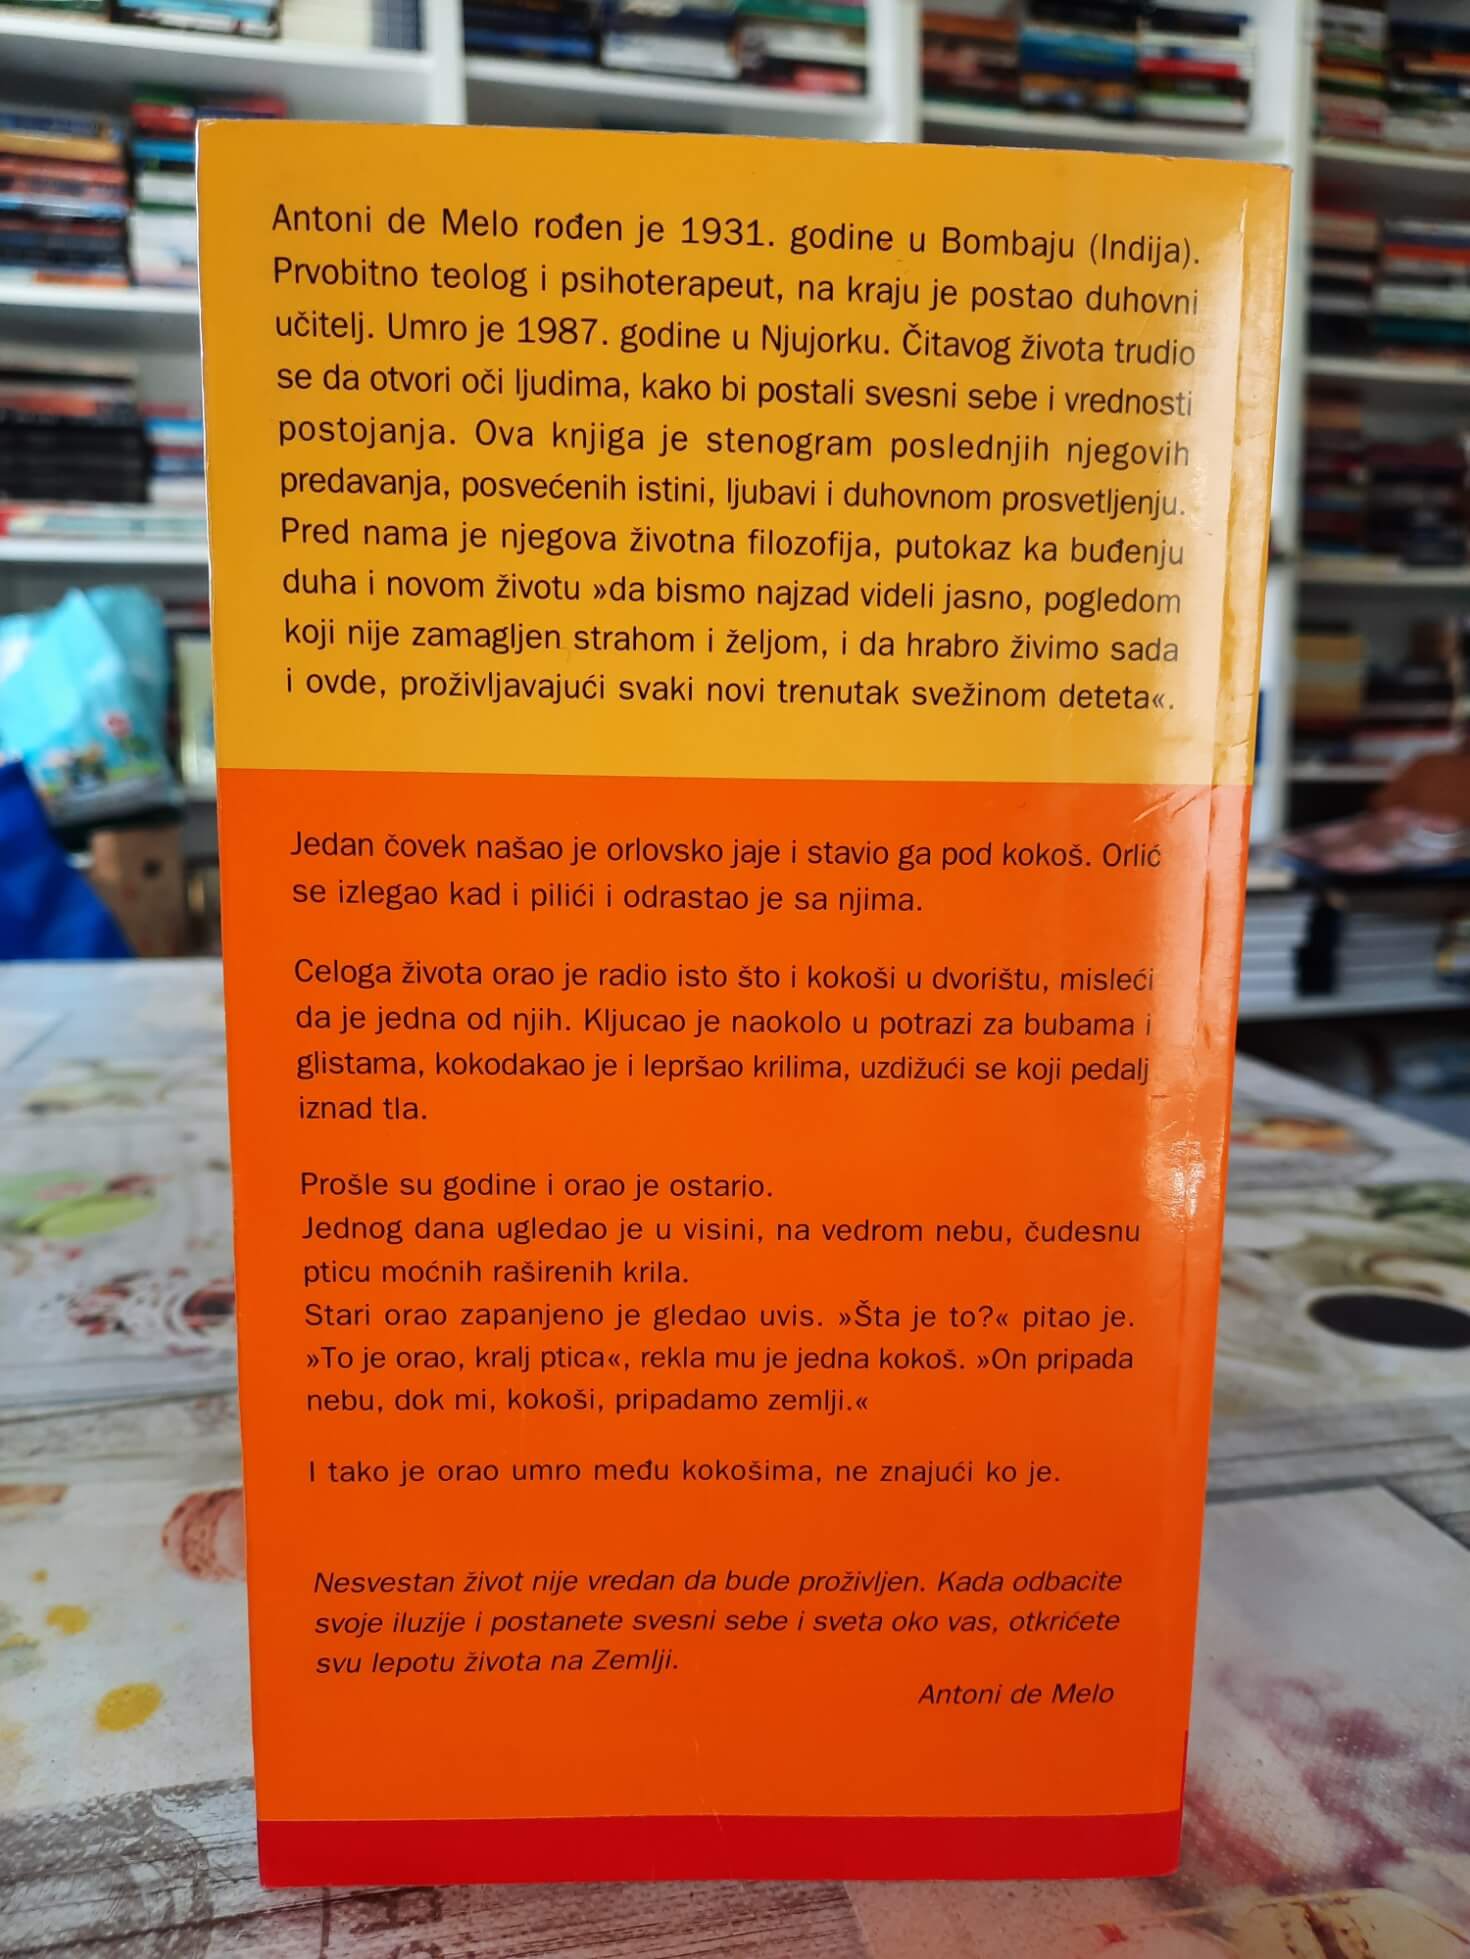 Antoni de Melo rođen je 1931. godine u Bombaju (Indija).
Prvobitno teolog i psihoterapeut, na kraju je postao duhovni
učitelj. Umro je 1987. godine u Njujorku. Čitavog života trudio
se da otvori oči ljudima, kako bi postali svesni sebe i vrednosti
postojanja. Ova knjiga je stenogram poslednjih njegovih
predavanja, posvećenih istini, ljubavi i duhovnom prosvetljenju.
Pred nama je njegova životna filozofija, putokaz ka buđenju
duha i novom životu »da bismo najzad videli jasno, pogledom
koji nije zamagljen strahom i željom, i da hrabro živimo sada
i ovde, proživljavajući svaki novi trenutak svežinom deteta«.
Jedan čovek našao je orlovsko jaje i stavio ga pod kokoš. Orlić
se izlegao kad i pilići i odrastao je sa njima.
Celoga života orao je radio isto što i kokoši u dvorištu, misleći
da je jedna od njih. Kljucao je naokolo u potrazi za bubama i
glistama, kokodakao je i lepršao krilima, uzdižući se koji pedalj
iznad tla.
Prošle su godine i orao je ostario.
Jednog dana ugledao je u visini, na vedrom nebu, čudesnu
pticu moćnih raširenih krila.
Stari orao zapanjeno je gledao uvis. »Šta je to?« pitao je.
»To je orao, kralj ptica«, rekla mu je jedna kokoš. »On pripada
nebu, dok mi, kokoši, pripadamo zemlji.«
I tako je orao umro među kokošima, ne znajući ko je.
Nesvestan život nije vredan da bude proživljen. Kada odbacite
svoje iluzije i postanete svesni sebe i sveta oko vas, otkrićete
svu lepotu života na Zemlji.
Antoni de Melo